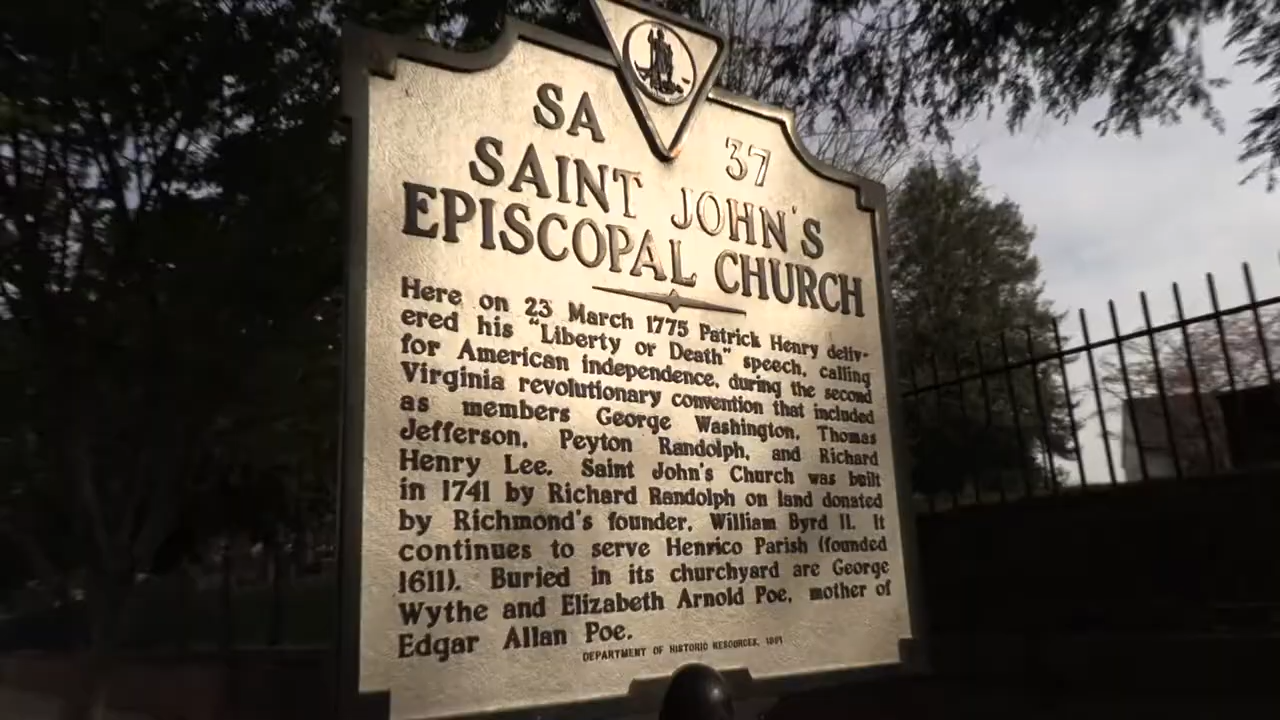 SA 37
SAINT JOHN'S
EPISCOPAL CHURCH
Here on 23 March 1775 Patrick Henry deliv-
ered his "Liberty or Death" speech, calling
for American independence, during the second
Virginia revolutionary convention that included
as members George Washington, Thomas
Jefferson, Peyton Randolph, and Richard
Henry Lee. Saint John's Church was built
in 1741 by Richard Randolph on land donated
by Richmond's founder, William Byrd II. It
continues to serve Henrico Parish (founded
1611). Buried in its churchyard are George
Wythe and Elizabeth Arnold Poe, mother of
Edgar Allan Poe.
DEPARTMENT OF HISTORIC RESOURCES,